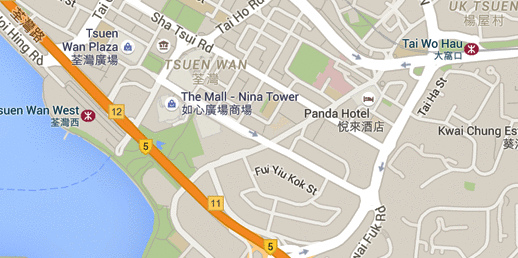 荃灣路
Hoi Hing Rd
Tsuen
Wan Plaza
荃灣廣場
Sha Tsui Rd
Tai Ho Road
TSUEN WAN
荃灣
UK TSUEN
楊屋村
Tai Wo Hau
大窩口
Tai Ha St
The Mall - Nina Tower
如心廣場商場
Panda Hotel
悅來酒店
Kwai Chung Es
suen Wan West
荃灣西
12
5
Fui Yiu Kok St
11
5
Wai Fuk Rd